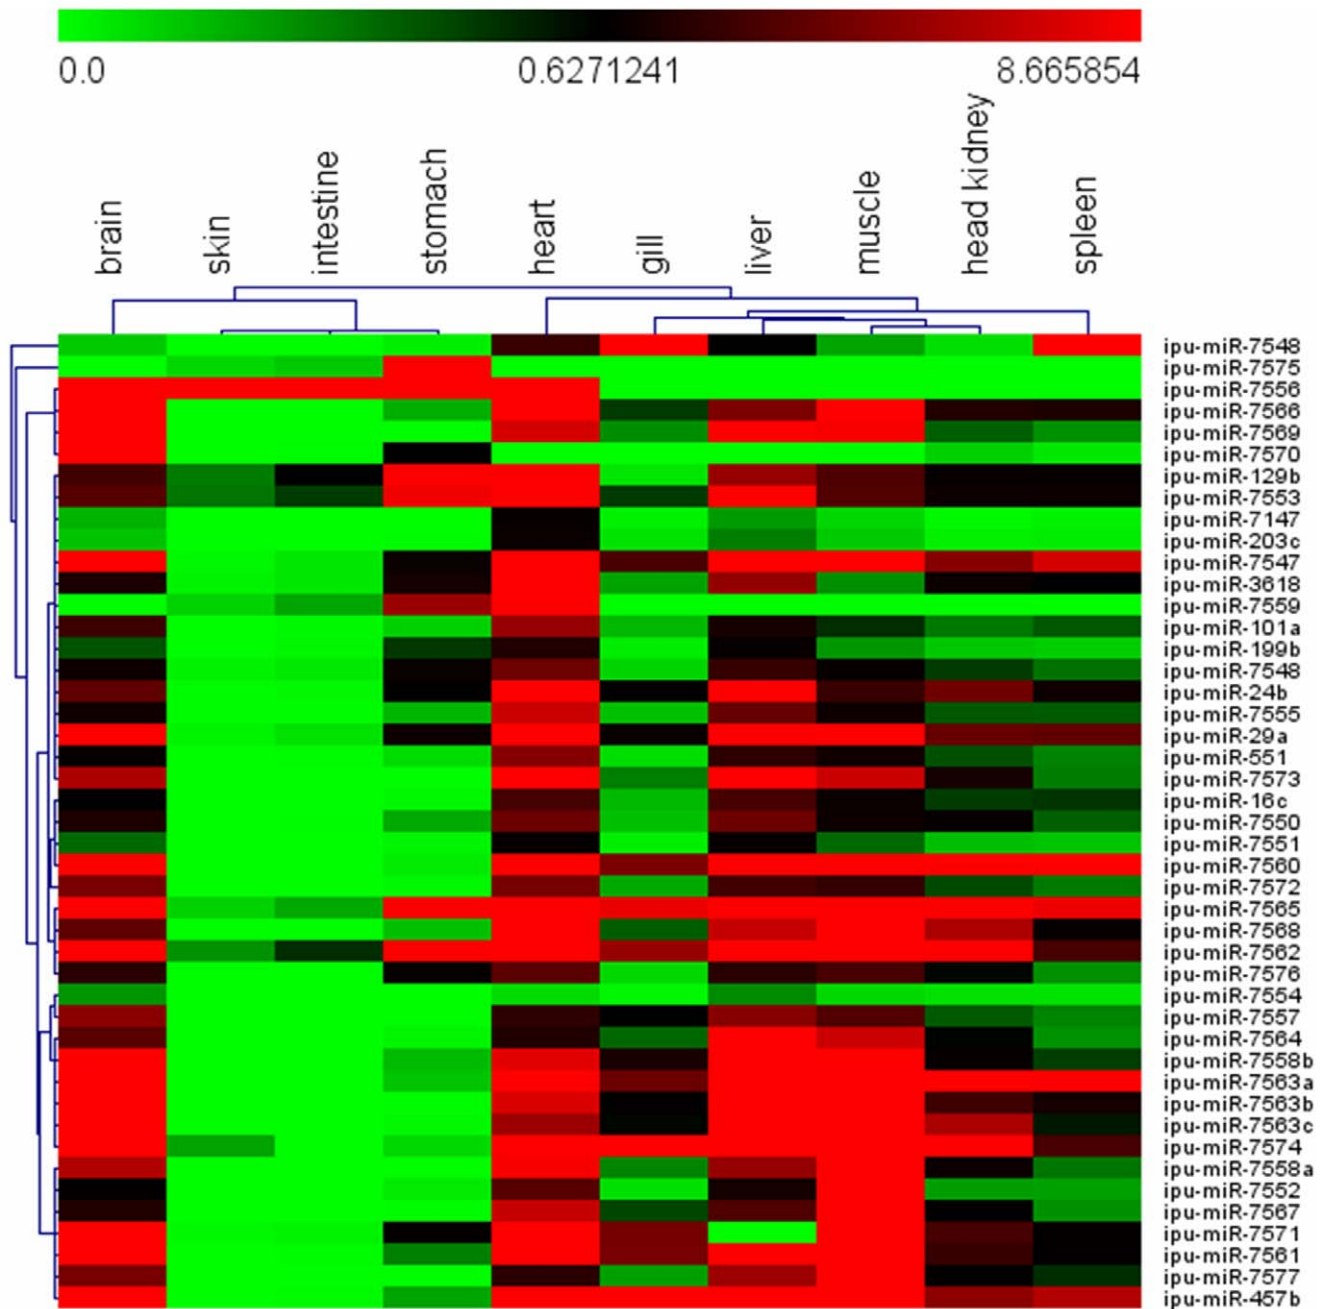 0.0 0.6271241 8.665854
brain skin intestine stomach heart gill liver muscle head kidney spleen
ipu-miR-7548
ipu-miR-7575
ipu-miR-7556
ipu-miR-7566
ipu-miR-7569
ipu-miR-7570
ipu-miR-129b
ipu-miR-7553
ipu-miR-7147
ipu-miR-203c
ipu-miR-7547
ipu-miR-3618
ipu-miR-7559
ipu-miR-101a
ipu-miR-199b
ipu-miR-7548
ipu-miR-24b
ipu-miR-7555
ipu-miR-29a
ipu-miR-551
ipu-miR-7573
ipu-miR-16c
ipu-miR-7550
ipu-miR-7551
ipu-miR-7560
ipu-miR-7572
ipu-miR-7565
ipu-miR-7568
ipu-miR-7562
ipu-miR-7576
ipu-miR-7554
ipu-miR-7557
ipu-miR-7564
ipu-miR-7558b
ipu-miR-7563a
ipu-miR-7563b
ipu-miR-7563c
ipu-miR-7574
ipu-miR-7558a
ipu-miR-7552
ipu-miR-7567
ipu-miR-7571
ipu-miR-7561
ipu-miR-7577
ipu-miR-457b